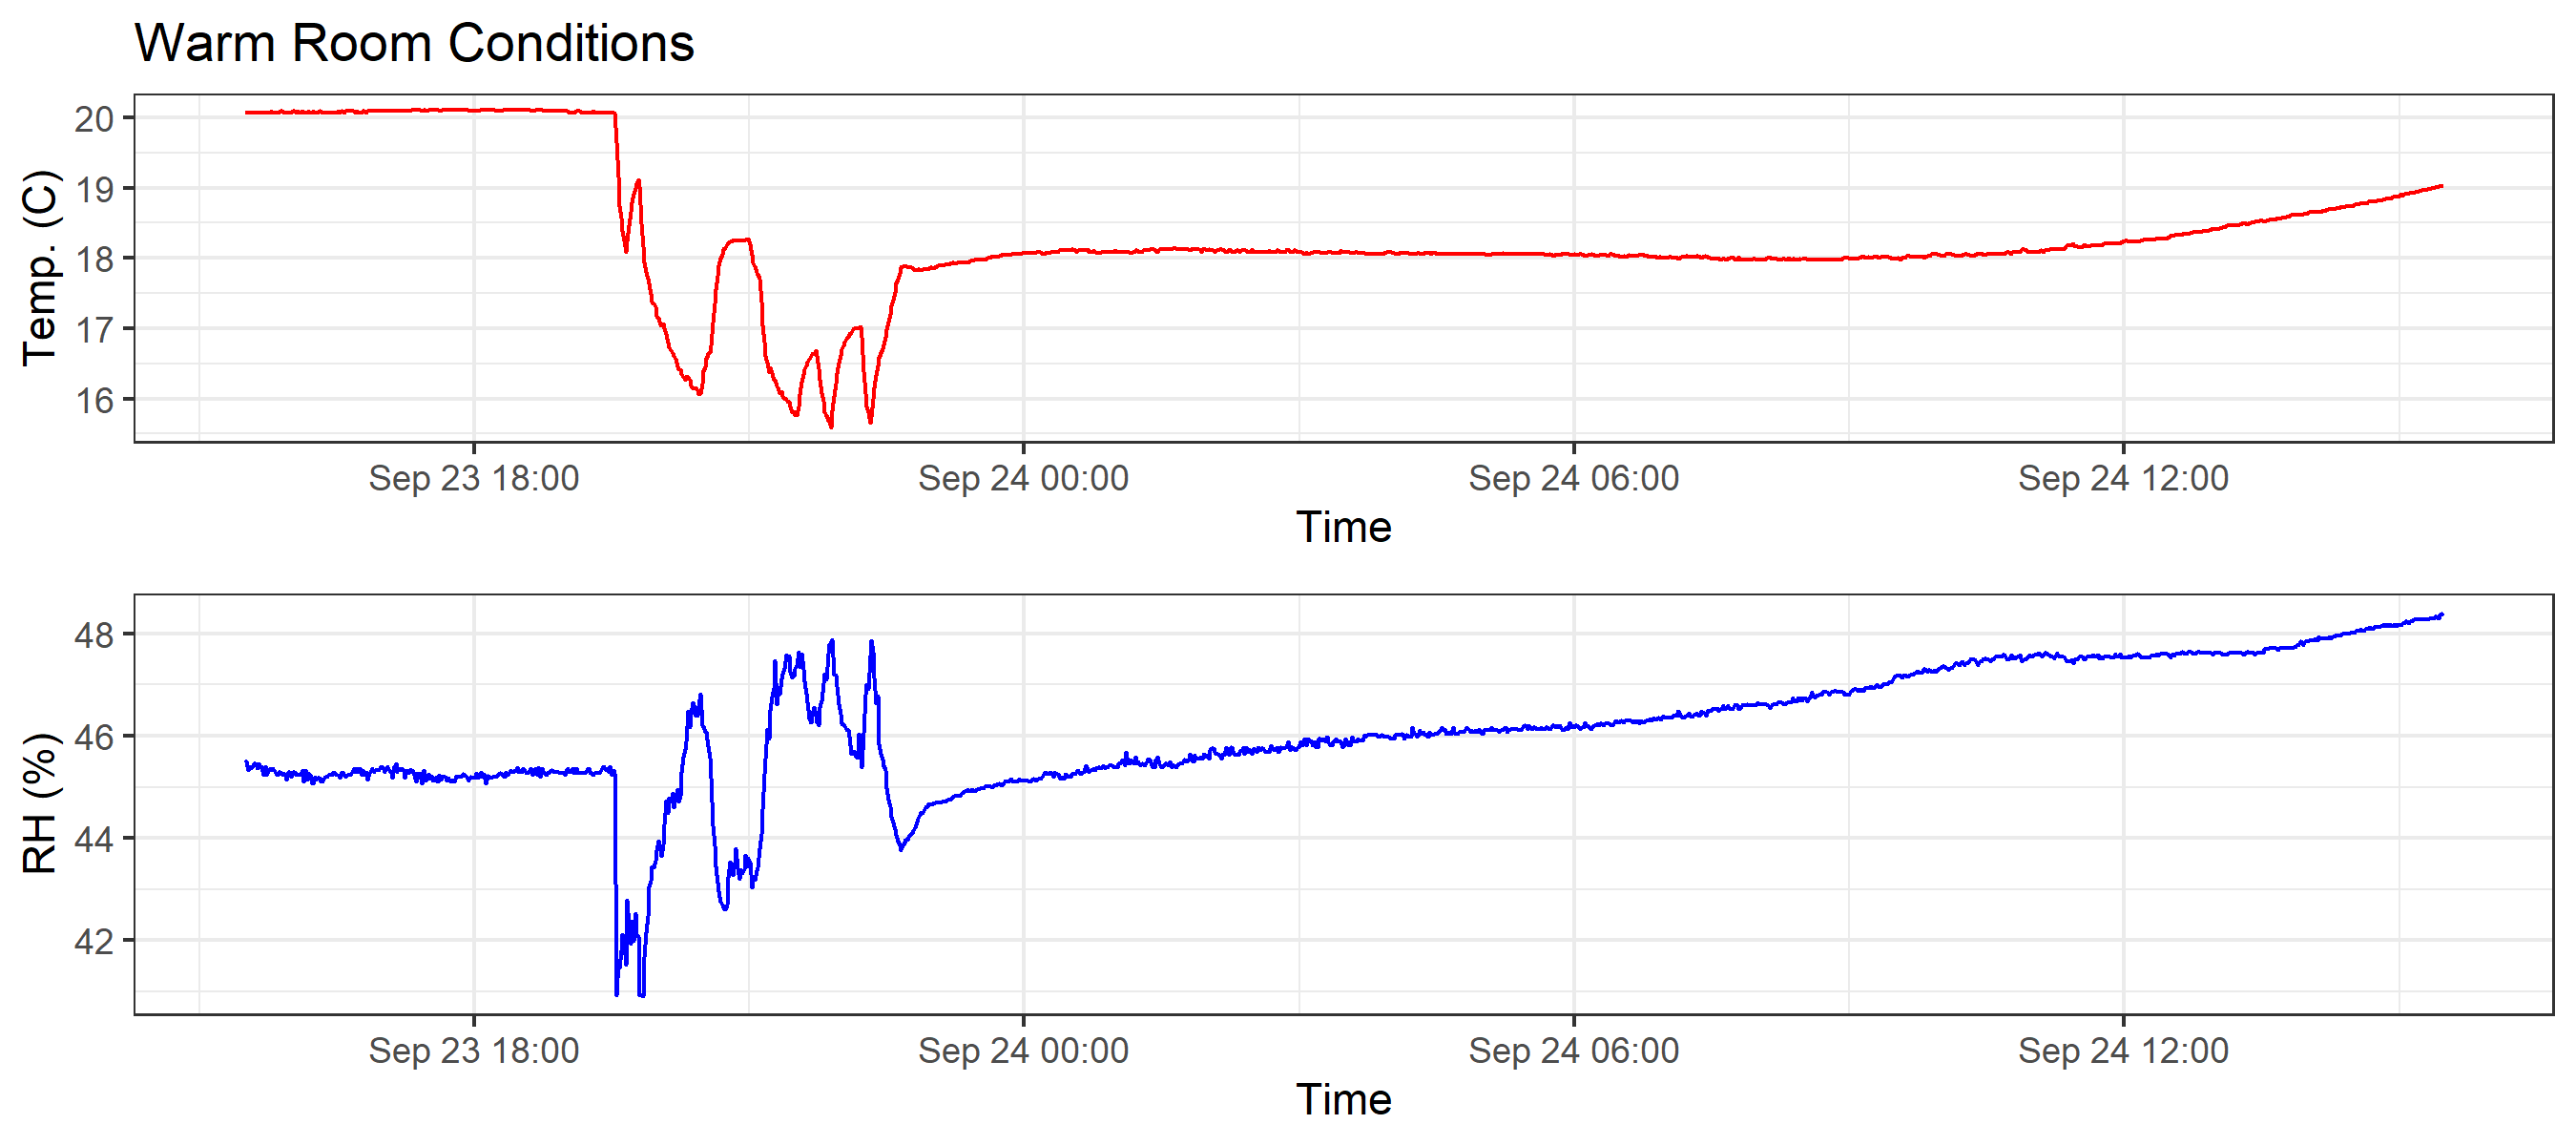 Warm Room Conditions
Temp. (C)
20
19
18
17
16
Sep 23 18:00 Sep 24 00:00 Sep 24 06:00 Sep 24 12:00
Time
RH (%)
48
46
44
42
Sep 23 18:00 Sep 24 00:00 Sep 24 06:00 Sep 24 12:00
Time